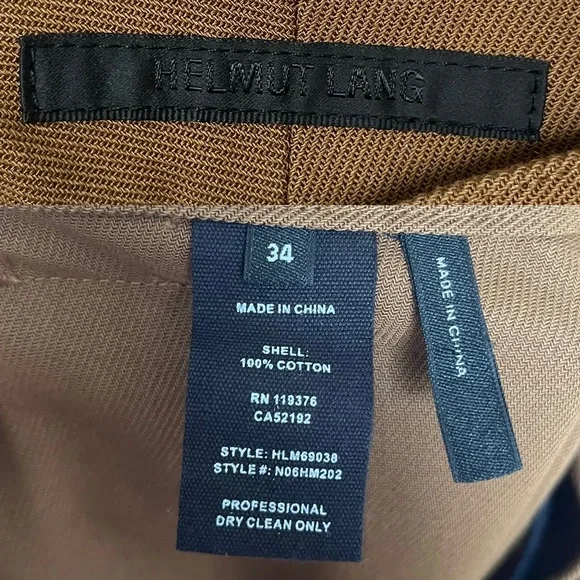 HELMUT LANG
34
MADE IN CHINA
SHELL:
100% COTTON
RN 119376
CA52192
STYLE: HLM69038
STYLE #: N06HM202
PROFESSIONAL
DRY CLEAN ONLY
MADE IN CHINA